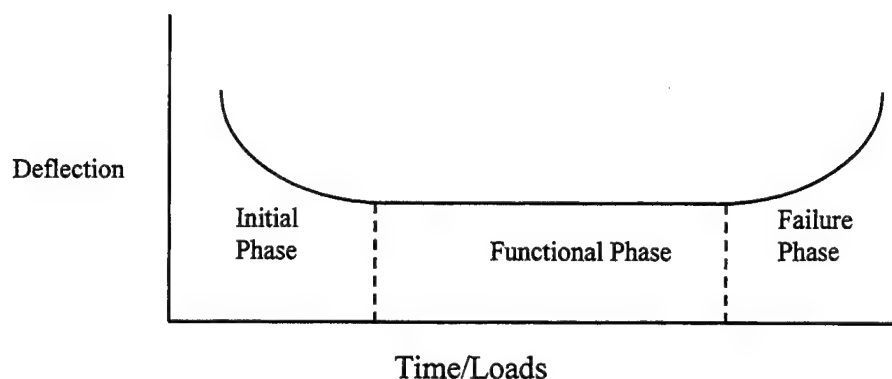 Deflection
Initial
Phase
Functional Phase
Failure
Phase
Time/Loads